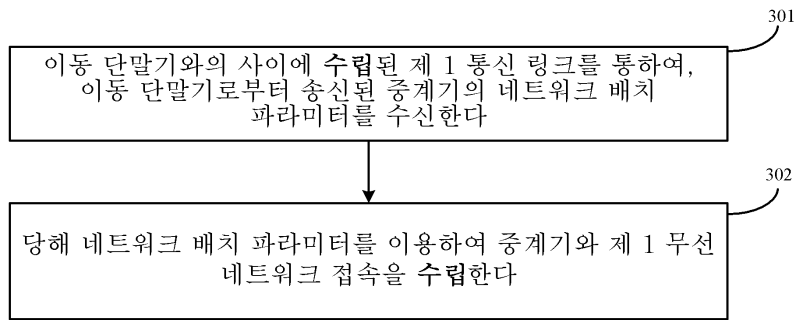 301
이동 단말기와의 사이에 수립된 제 1 통신 링크를 통하여,
이동 단말기로부터 송신된 중계기의 네트워크 배치
파라미터를 수신한다
302
당해 네트워크 배치 파라미터를 이용하여 중계기와 제 1 무선
네트워크 접속을 수립한다